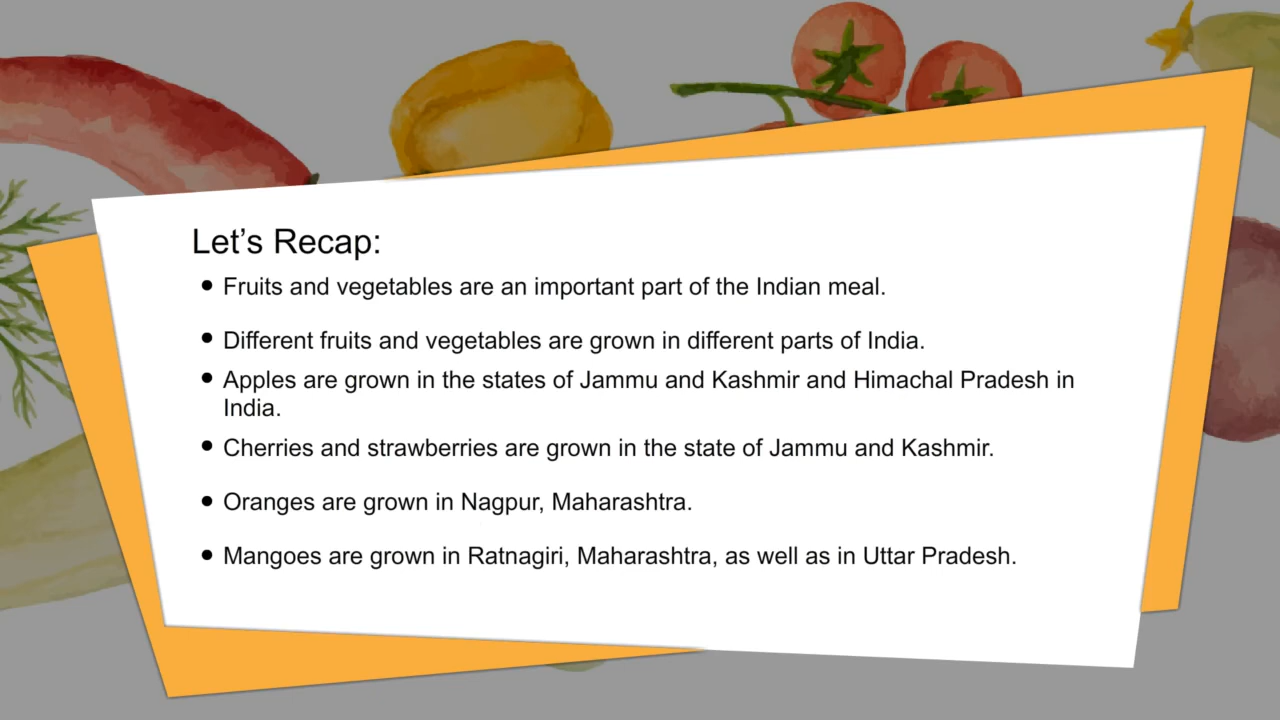 Let’s Recap:
● Fruits and vegetables are an important part of the Indian meal.
● Different fruits and vegetables are grown in different parts of India.
● Apples are grown in the states of Jammu and Kashmir and Himachal Pradesh in
India.
● Cherries and strawberries are grown in the state of Jammu and Kashmir.
● Oranges are grown in Nagpur, Maharashtra.
● Mangoes are grown in Ratnagiri, Maharashtra, as well as in Uttar Pradesh.